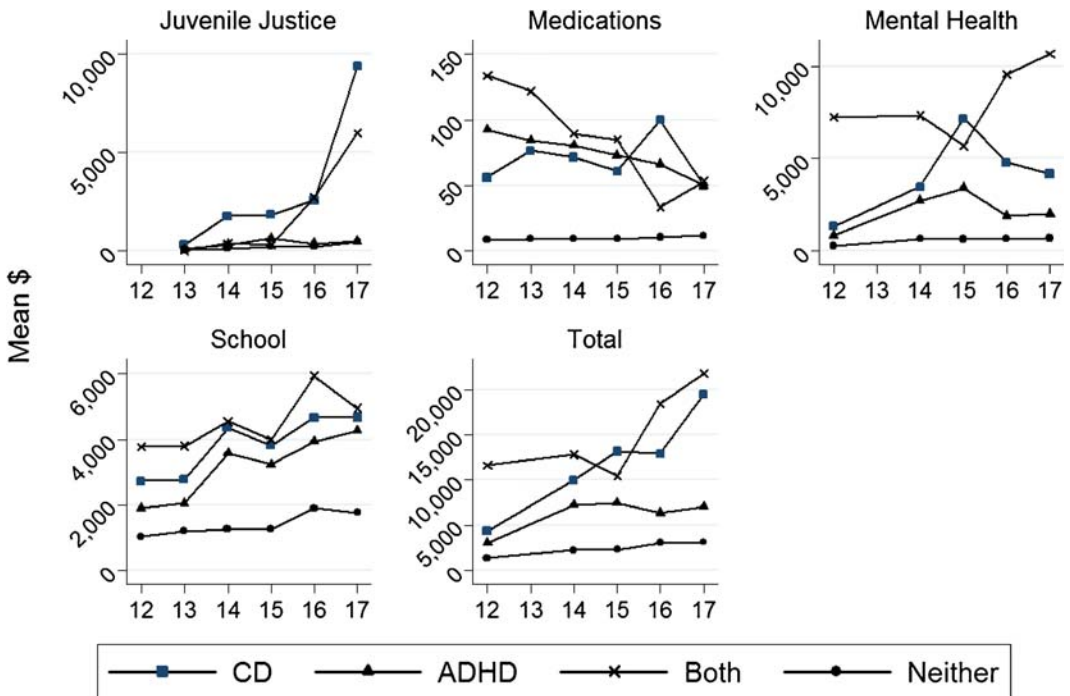 Juvenile Justice
Medications
Mental Health
10,000
5,000
0
12 13 14 15 16 17
150
100
50
0
12 13 14 15 16 17
10,000
5,000
0
12 13 14 15 16 17
Mean $
School
Total
6,000
4,000
2,000
0
12 13 14 15 16 17
20,000
15,000
10,000
5,000
0
12 13 14 15 16 17
CD ADHD Both Neither